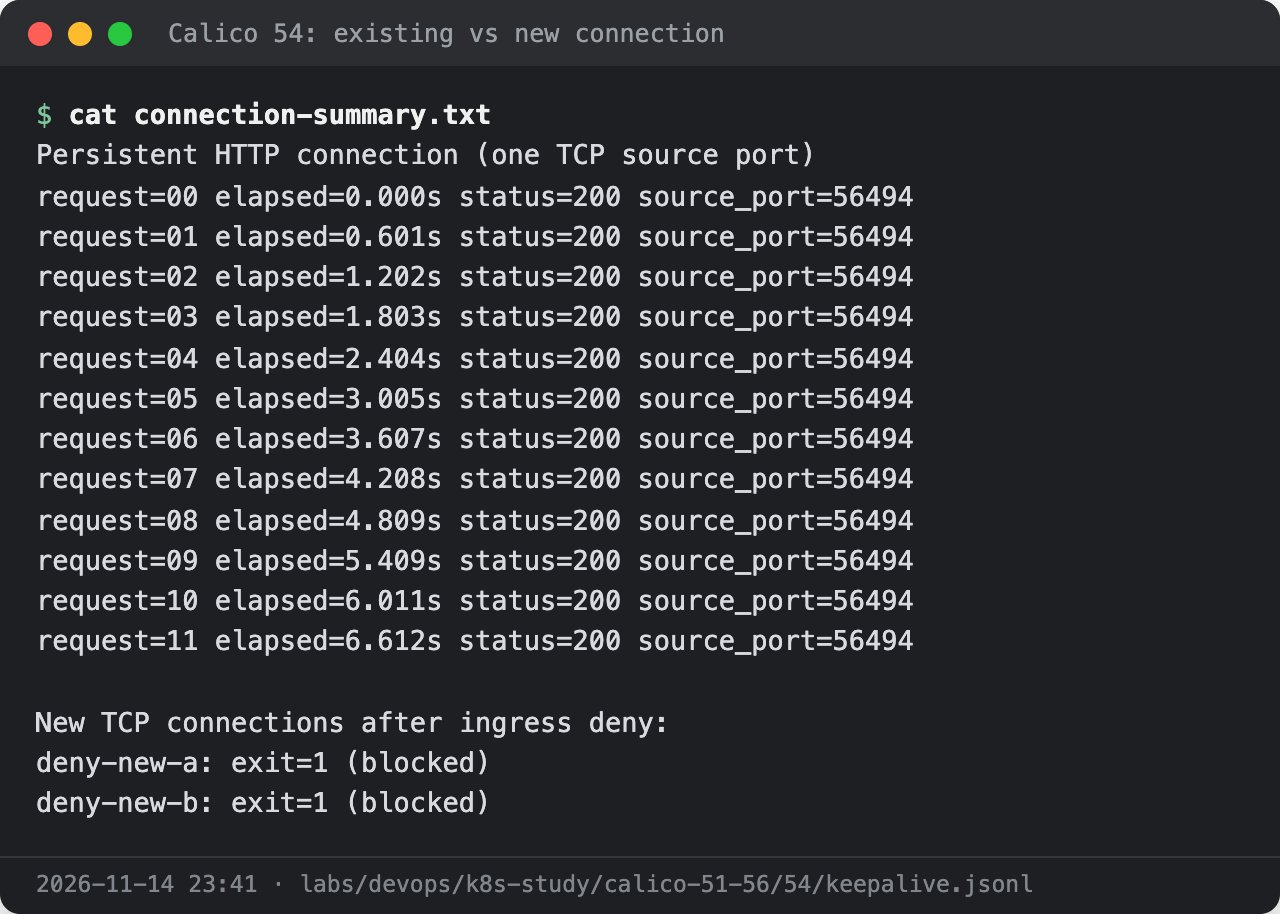 Calico 54: existing vs new connection
$ cat connection-summary.txt
Persistent HTTP connection (one TCP source port)
request=00 elapsed=0.000s status=200 source_port=56494
request=01 elapsed=0.601s status=200 source_port=56494
request=02 elapsed=1.202s status=200 source_port=56494
request=03 elapsed=1.803s status=200 source_port=56494
request=04 elapsed=2.404s status=200 source_port=56494
request=05 elapsed=3.005s status=200 source_port=56494
request=06 elapsed=3.607s status=200 source_port=56494
request=07 elapsed=4.208s status=200 source_port=56494
request=08 elapsed=4.809s status=200 source_port=56494
request=09 elapsed=5.409s status=200 source_port=56494
request=10 elapsed=6.011s status=200 source_port=56494
request=11 elapsed=6.612s status=200 source_port=56494
New TCP connections after ingress deny:
deny-new-a: exit=1 (blocked)
deny-new-b: exit=1 (blocked)
2026-11-14 23:41 · labs/devops/k8s-study/calico-51-56/54/keepalive.jsonl